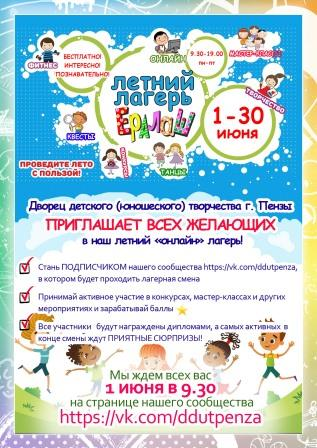 ОНЛАЙН
9.30-19.00
ПН-ПТ
МАСТЕР-КЛАССЫ
БЕСПЛАТНО!
ИНТЕРЕСНО!
ПОЗНАВАТЕЛЬНО!
ФИТНЕС
ЛЕТНИЙ
ЛАГЕРЬ
ЕРАЛАШ
ТВОРЧЕСТВО
1-30
ИЮНЯ
КВЕСТЫ
ТАНЦЫ
ПРОВЕДИТЕ ЛЕТО
С ПОЛЬЗОЙ!
Дворец детского (юношеского) творчества г. Пензы
ПРИГЛАШАЕТ ВСЕХ ЖЕЛАЮЩИХ
в наш летний «онлайн» лагерь!
Стань ПОДПИСЧИКОМ нашего сообщества https://vk.com/ddutpenza,
в котором будет проходить лагерная смена
Принимай активное участие в конкурсах, мастер-классах и других
мероприятиях и зарабатывай баллы
Все участники будут награждены дипломами, а самых активных в
конце смены ждут ПРИЯТНЫЕ СЮРПРИЗЫ!
Мы ждем всех вас
1 июня в 9.30
на странице нашего сообщества
https://vk.com/ddutpenza